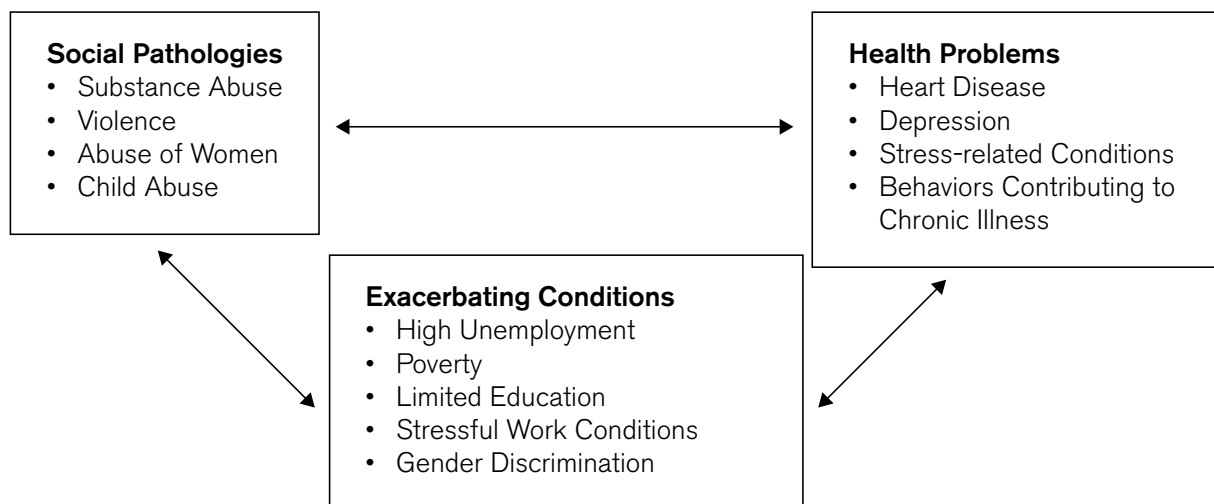 Social Pathologies
• Substance Abuse
• Violence
• Abuse of Women
• Child Abuse
Health Problems
• Heart Disease
• Depression
• Stress-related Conditions
• Behaviors Contributing to
Chronic Illness
Exacerbating Conditions
• High Unemployment
• Poverty
• Limited Education
• Stressful Work Conditions
• Gender Discrimination